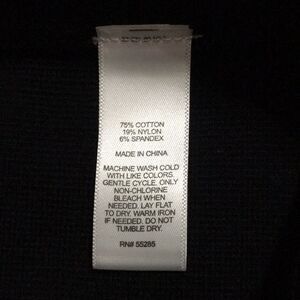 75% COTTON
19% NYLON
6% SPANDEX
MADE IN CHINA
MACHINE WASH COLD
WITH LIKE COLORS.
GENTLE CYCLE. ONLY
NON-CHLORINE
BLEACH WHEN
NEEDED. LAY FLAT
TO DRY. WARM IRON
IF NEEDED. DO NOT
TUMBLE DRY.
RN# 55285